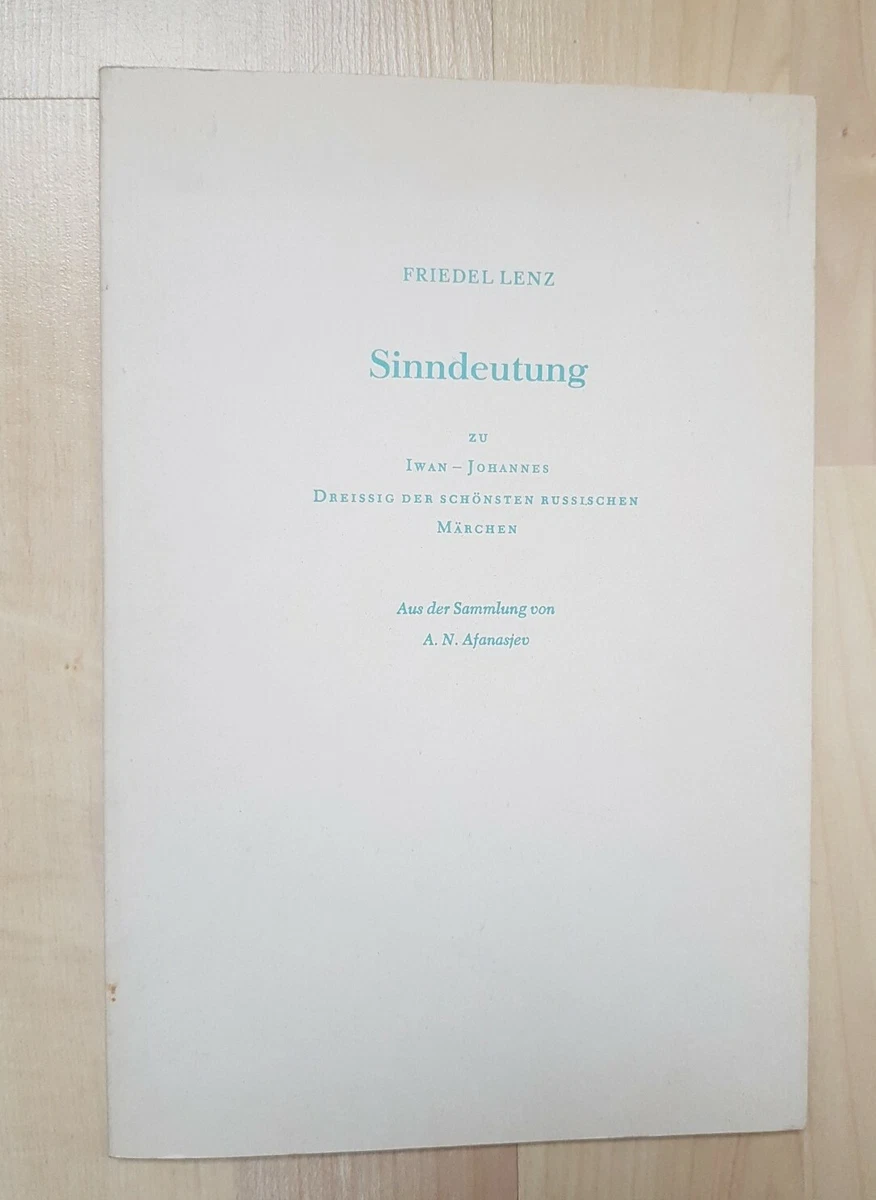 FRIEDEL LENZ
Sinndeutung
ZU
IWAN – JOHANNES
DREISSIG DER SCHÖNSTEN RUSSISCHEN
MÄRCHEN
Aus der Sammlung von
A. N. Afanasjev